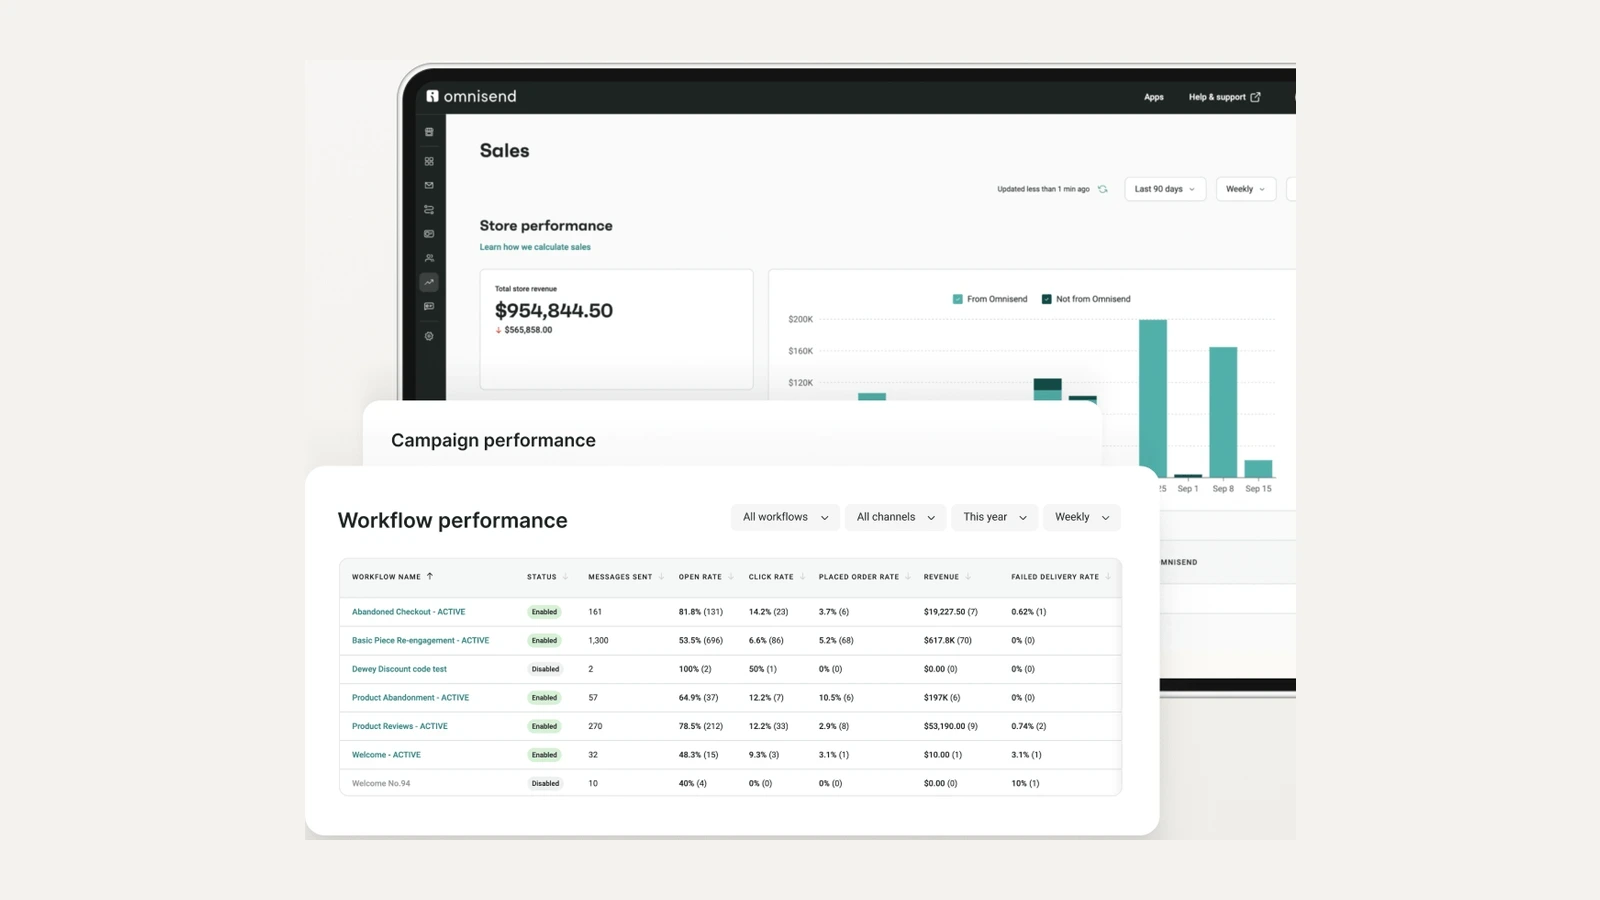 omnisend
Apps Help & support
Sales
Updated less than 1 min ago Last 90 days Weekly
Store performance
Learn how we calculate sales
Total store revenue
$954,844.50
$565,858.00
From Omnisend Not from Omnisend
$200K
$160K
$120K
25 Sep 1 Sep 8 Sep 15
Campaign performance
Workflow performance
All workflows All channels This year Weekly
MNISEND
WORKFLOW NAME STATUS MESSAGES SENT OPEN RATE CLICK RATE PLACED ORDER RATE REVENUE FAILED DELIVERY RATE
Abandoned Checkout - ACTIVE Enabled 161 81.8% (131) 14.2% (23) 3.7% (6) $19,227.50 (7) 0.62% (1)
Basic Piece Re-engagement - ACTIVE Enabled 1,300 53.5% (696) 6.6% (86) 5.2% (68) $617.8K (70) 0% (0)
Dewey Discount code test Disabled 2 100% (2) 50% (1) 0% (0) $0.00 (0) 0% (0)
Product Abandonment - ACTIVE Enabled 57 64.9% (37) 12.2% (7) 10.5% (6) $197K (6) 0% (0)
Product Reviews - ACTIVE Enabled 270 78.5% (212) 12.2% (33) 2.9% (8) $53,190.00 (9) 0.74% (2)
Welcome - ACTIVE Enabled 32 48.3% (15) 9.3% (3) 3.1% (1) $10.00 (1) 3.1% (1)
Welcome No.94 Disabled 10 40% (4) 0% (0) 0% (0) $0.00 (0) 10% (1)